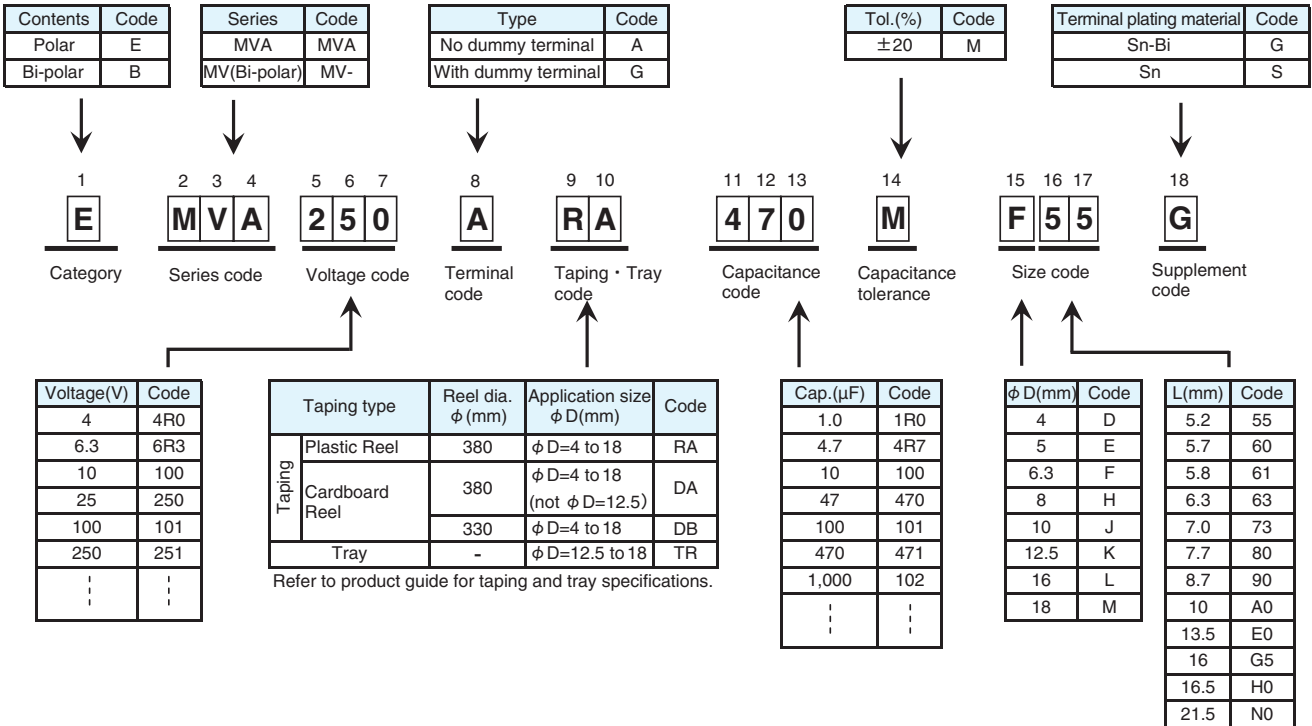 Contents Code
Polar E
Bi-polar B
Series Code
MVA MVA
MV(Bi-polar) MV-
Type Code
No dummy terminal A
With dummy terminal G
Tol.(%) Code
±20 M
Terminal plating material Code
Sn-Bi G
Sn S
1 2 3 4 5 6 7 8 9 10 11 12 13 14 15 16 17 18
E M V A 2 5 0 A R A 4 7 0 M F 5 5 G
Category
Series code
Voltage code
Terminal
code
Taping・Tray
code
Capacitance
code
Capacitance
tolerance
Size code
Supplement
code
Voltage(V) Code
4 4R0
6.3 6R3
10 100
25 250
100 101
250 251
Taping type Reel dia. φ(mm) Application size φD(mm) Code
Taping
Plastic Reel 380 φD=4 to 18 RA
Cardboard Reel 380 φD=4 to 18 (not φD=12.5) DA
330 φD=4 to 18 DB
Tray - φD=12.5 to 18 TR
Refer to product guide for taping and tray specifications.
Cap.(μF) Code
1.0 1R0
4.7 4R7
10 100
47 470
100 101
470 471
1,000 102
φD(mm) Code
4 D
5 E
6.3 F
8 H
10 J
12.5 K
16 L
18 M
L(mm) Code
5.2 55
5.7 60
5.8 61
6.3 63
7.0 73
7.7 80
8.7 90
10 A0
13.5 E0
16 G5
16.5 H0
21.5 N0